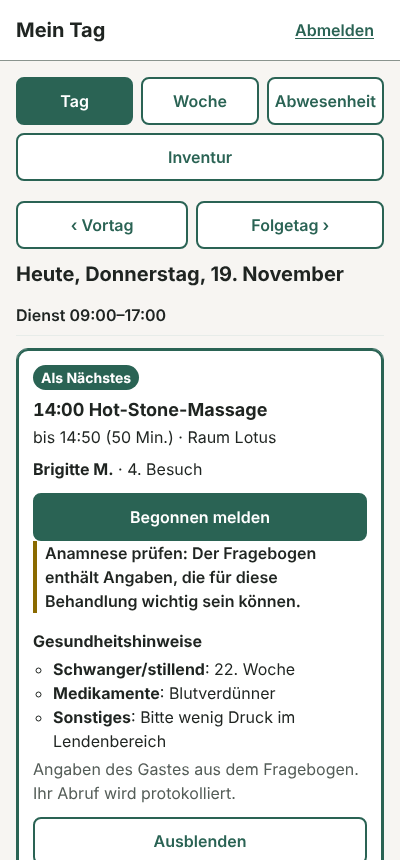 Mein Tag
Abmelden
Tag
Woche
Abwesenheit
Inventur
‹ Vortag
Folgetag ›
Heute, Donnerstag, 19. November
Dienst 09:00–17:00
Als Nächstes
14:00 Hot-Stone-Massage
bis 14:50 (50 Min.) · Raum Lotus
Brigitte M. · 4. Besuch
Begonnen melden
Anamnese prüfen: Der Fragebogen
enthält Angaben, die für diese
Behandlung wichtig sein können.
Gesundheitshinweise
Schwanger/stillend: 22. Woche
Medikamente: Blutverdünner
Sonstiges: Bitte wenig Druck im
Lendenbereich
Angaben des Gastes aus dem Fragebogen.
Ihr Abruf wird protokolliert.
Ausblenden